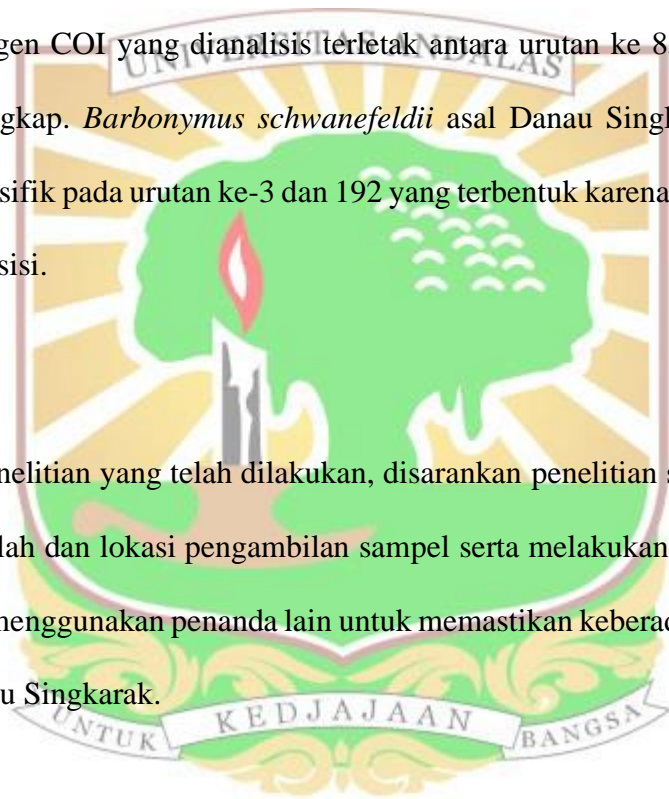 gen COI yang dianalisis terletak antara urutan ke 8
UNIVERSITAS ANDALAS
gkap. Barbonymus schwanefeldii asal Danau Singk
sifik pada urutan ke-3 dan 192 yang terbentuk karena
sisi.
nelitian yang telah dilakukan, disarankan penelitian s
lah dan lokasi pengambilan sampel serta melakukan
menggunakan penanda lain untuk memastikan kebera
u Singkarak.
UNTUK KEDJAJAAN BANGSA